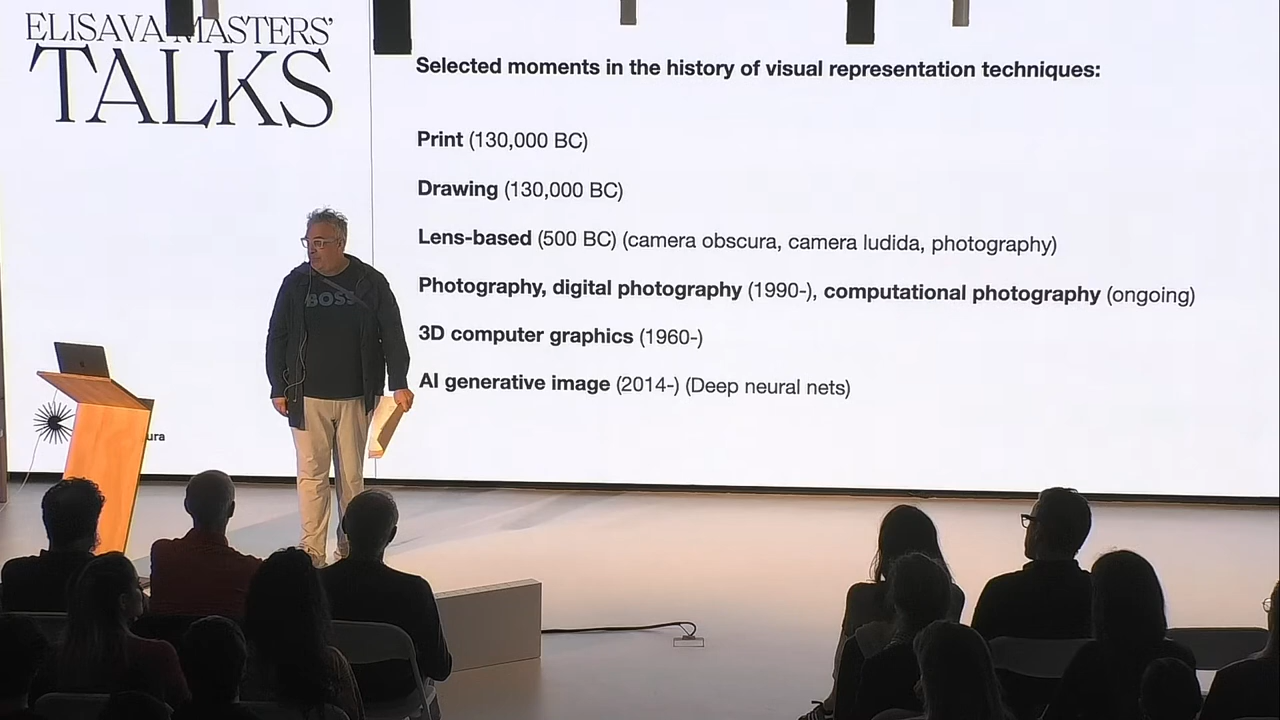 ELISAVA MASTERS'
TALKS
Selected moments in the history of visual representation techniques:
Print (130,000 BC)
Drawing (130,000 BC)
Lens-based (500 BC) (camera obscura, camera ludida, photography)
Photography, digital photography (1990-), computational photography (ongoing)
3D computer graphics (1960-)
AI generative image (2014-) (Deep neural nets)
BOSS